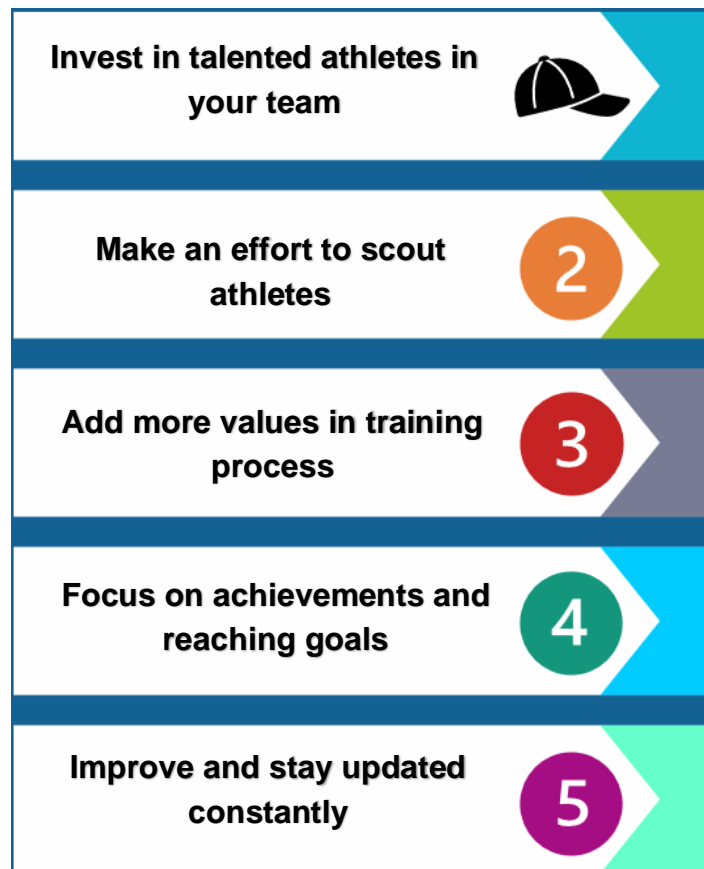 Invest in talented athletes in
your team
Make an effort to scout
athletes
2
Add more values in training
process
3
Focus on achievements and
reaching goals
4
Improve and stay updated
constantly
5